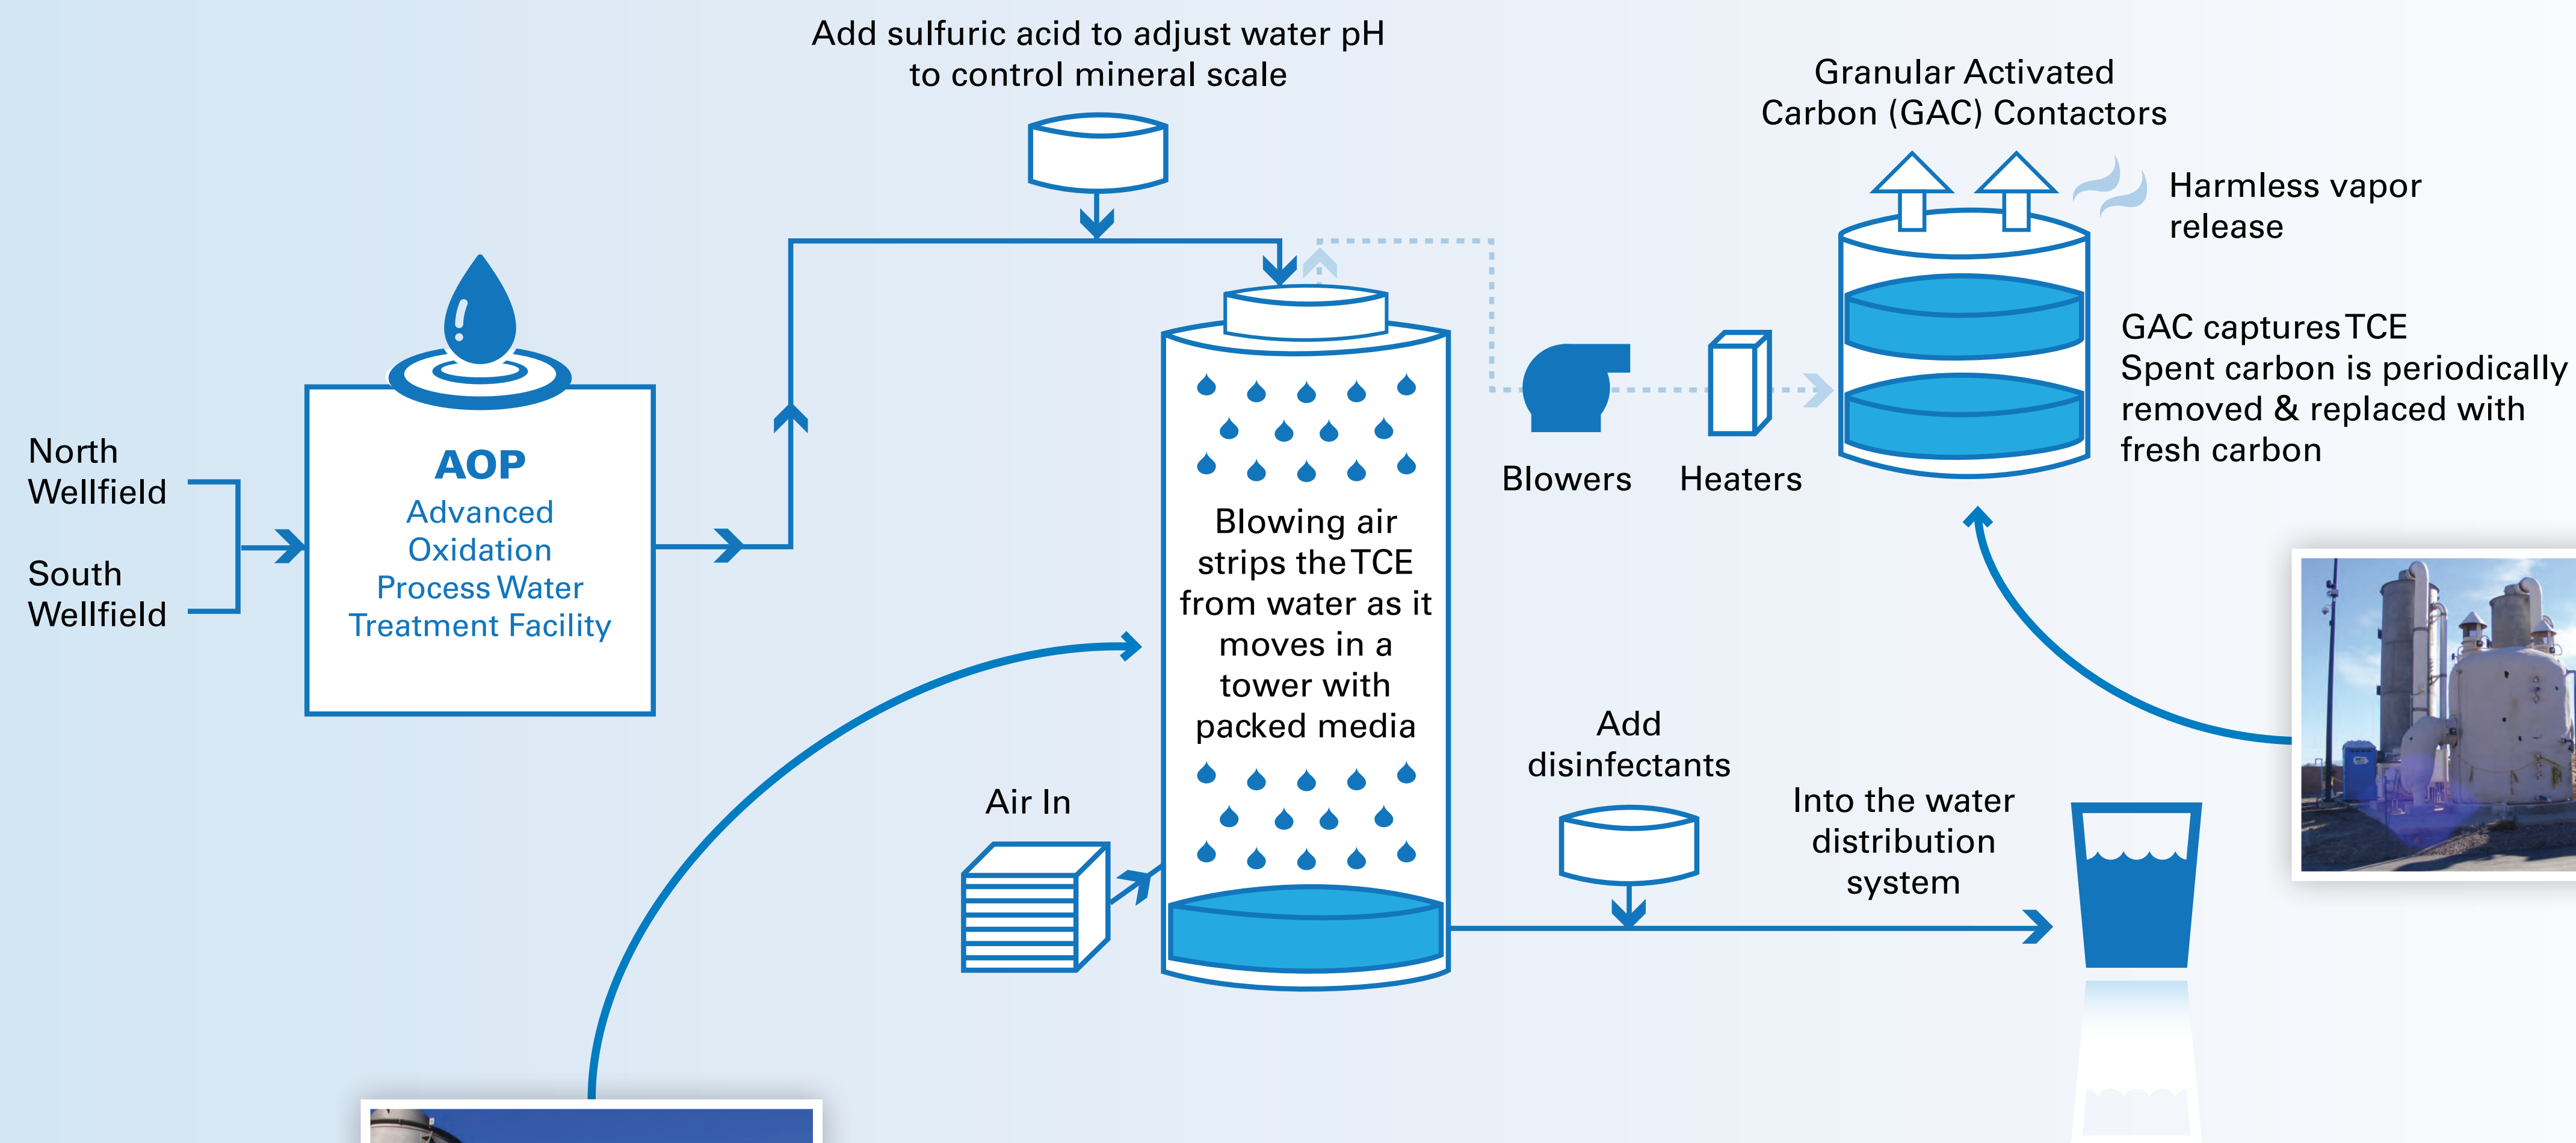 Add sulfuric acid to adjust water pH
to control mineral scale
Granular Activated
Carbon (GAC) Contactors
Harmless vapor
release
GAC captures TCE
Spent carbon is periodically
removed & replaced with
fresh carbon
Blowers
Heaters
North
Wellfield
South
Wellfield
AOP
Advanced
Oxidation
Process Water
Treatment Facility
Blowing air
strips the TCE
from water as it
moves in a
tower with
packed media
Air In
Add
disinfectants
Into the water
distribution
system